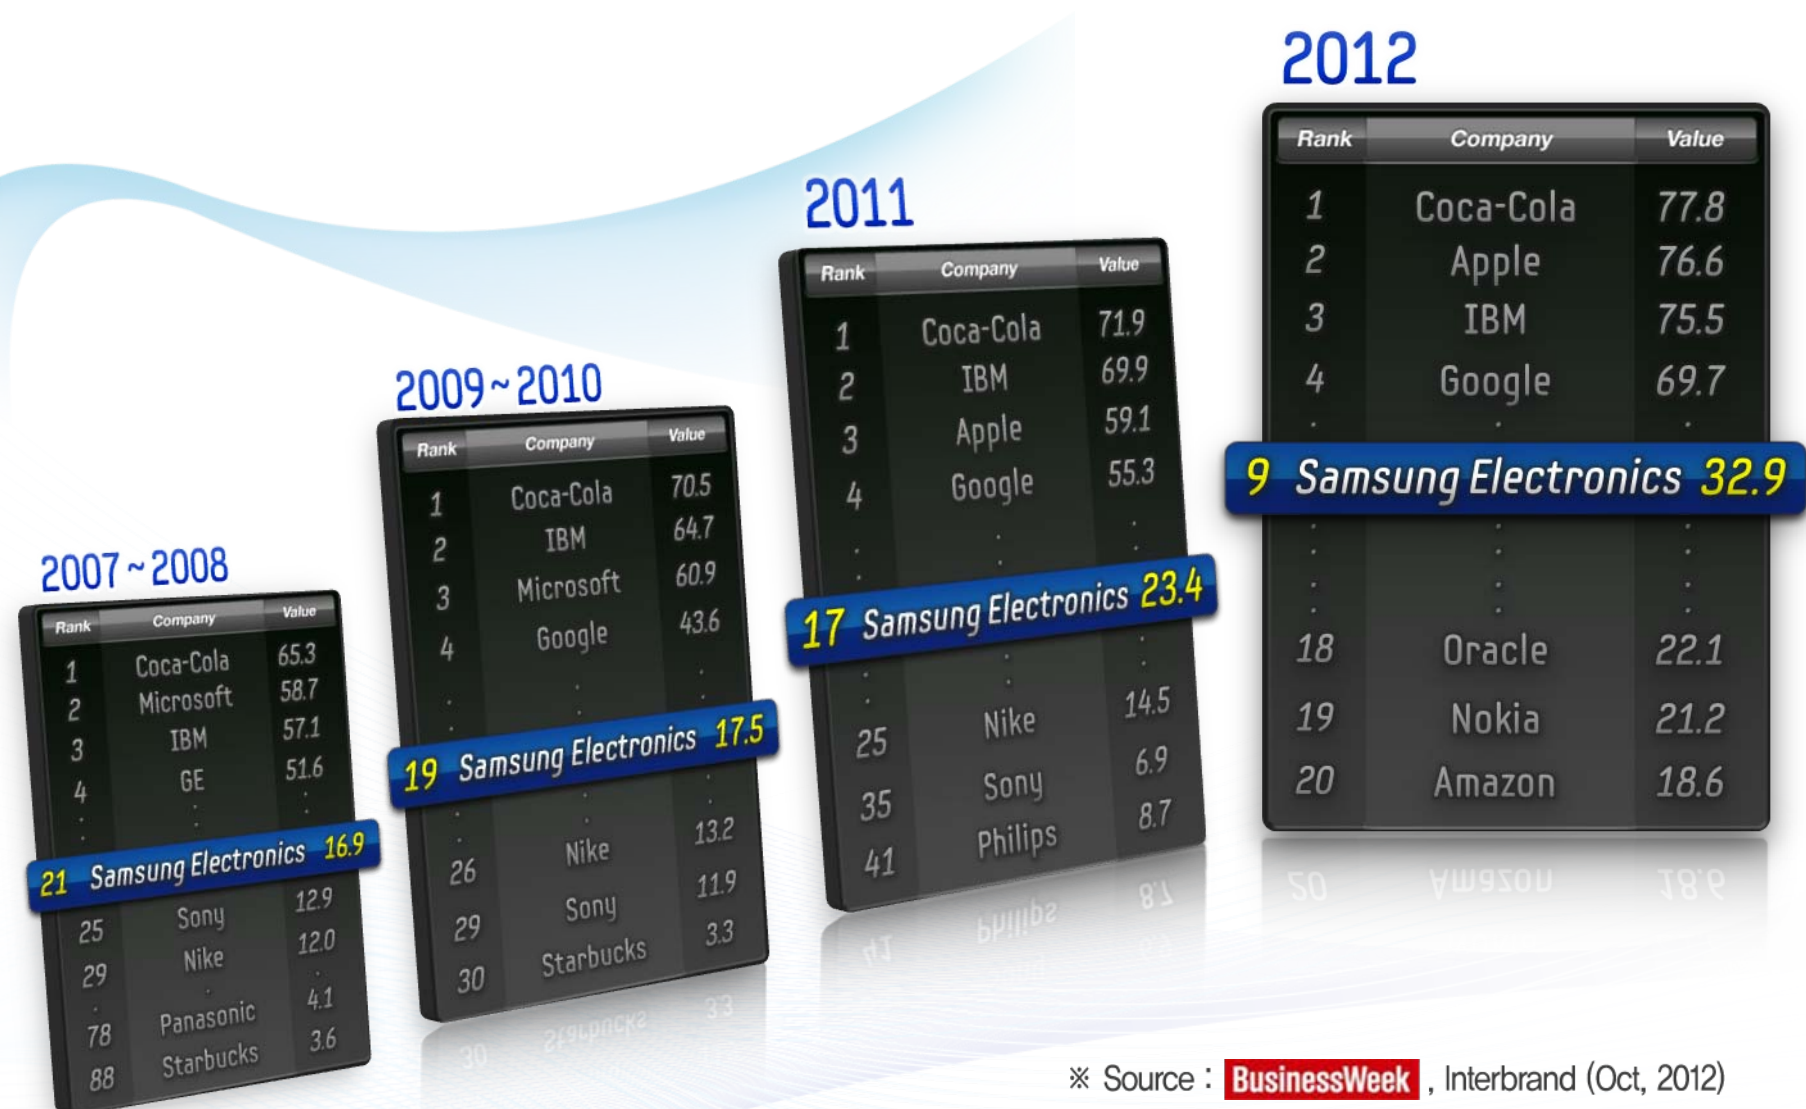 2007~2008
Rank Company Value
1 Coca-Cola 65.3
2 Microsoft 58.7
3 IBM 57.1
4 GE 51.6
. . .
. . .
21 Samsung Electronics 16.9
25 Sony 12.9
29 Nike 12.0
. . .
78 Panasonic 4.1
88 Starbucks 3.6
2009~2010
Rank Company Value
1 Coca-Cola 70.5
2 IBM 64.7
3 Microsoft 60.9
4 Google 43.6
. . .
. . .
19 Samsung Electronics 17.5
. . .
. . .
26 Nike 13.2
29 Sony 11.9
30 Starbucks 3.3
2011
Rank Company Value
1 Coca-Cola 71.9
2 IBM 69.9
3 Apple 59.1
4 Google 55.3
. . .
. . .
17 Samsung Electronics 23.4
. . .
. . .
25 Nike 14.5
35 Sony 6.9
41 Philips 8.7
2012
Rank Company Value
1 Coca-Cola 77.8
2 Apple 76.6
3 IBM 75.5
4 Google 69.7
. . .
9 Samsung Electronics 32.9
. . .
. . .
. . .
18 Oracle 22.1
19 Nokia 21.2
20 Amazon 18.6
※ Source : BusinessWeek , Interbrand (Oct, 2012)